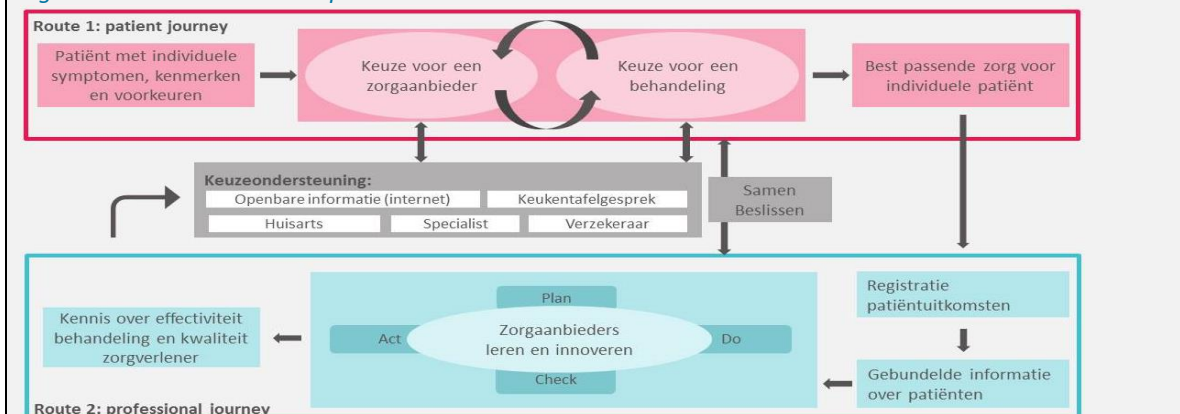 Route 1: patient journey
Patiënt met individuele
symptomen, kenmerken
en voorkeuren
Keuze voor een
zorgaanbieder
Keuze voor een
behandeling
Best passende zorg voor
individuele patiënt
Keuzeondersteuning:
Openbare informatie (internet)
Keukentafelgesprek
Huisarts
Specialist
Verzekeraar
Samen
Beslissen
Kennis over effectiviteit
behandeling en kwaliteit
zorgverlener
Plan
Act
Zorgaanbieders
leren en innoveren
Do
Check
Registratie
patiëntuitkomsten
Gebundelde informatie
over patiënten
Route 2: professional journey